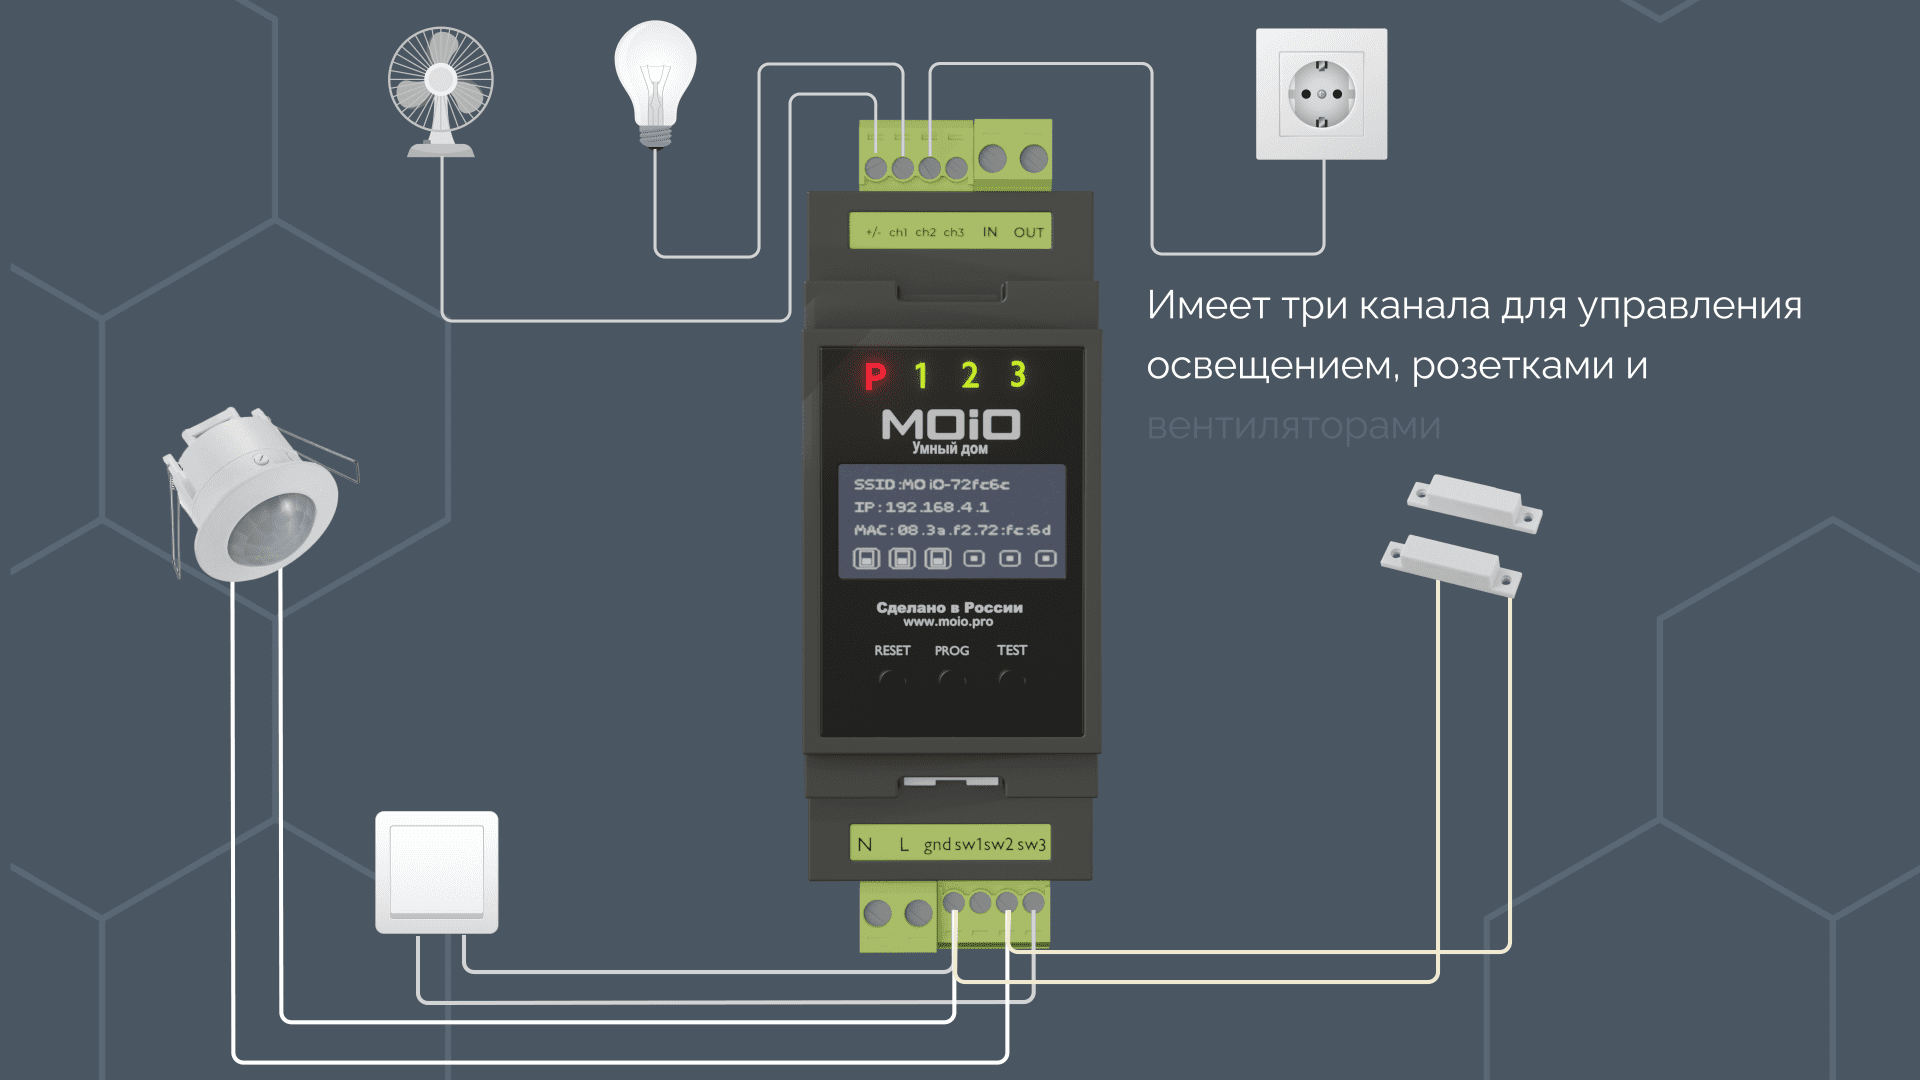 +/- ch1 ch2 ch3 IN OUT
Имеет три канала для управления
освещением, розетками и
вентиляторами
P 1 2 3
MOiO
Умный дом
SSID:MOiO-72fc6c
IP:192.168.4.1
MAC:08.3a.f2.72:fc:6d
Сделано в России
www.moio.pro
RESET PROG TEST
N L gnd sw1 sw2 sw3